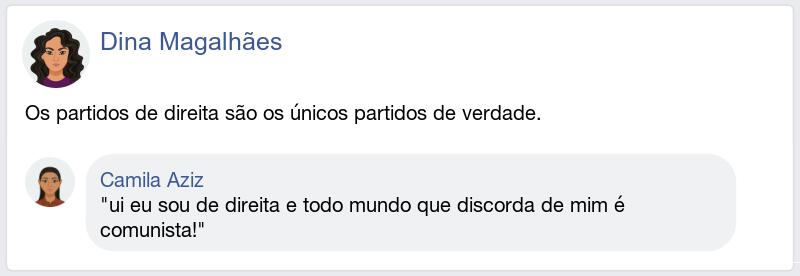 Dina Magalhães
Os partidos de direita são os únicos partidos de verdade.
Camila Aziz
"ui eu sou de direita e todo mundo que discorda de mim é
comunista!"